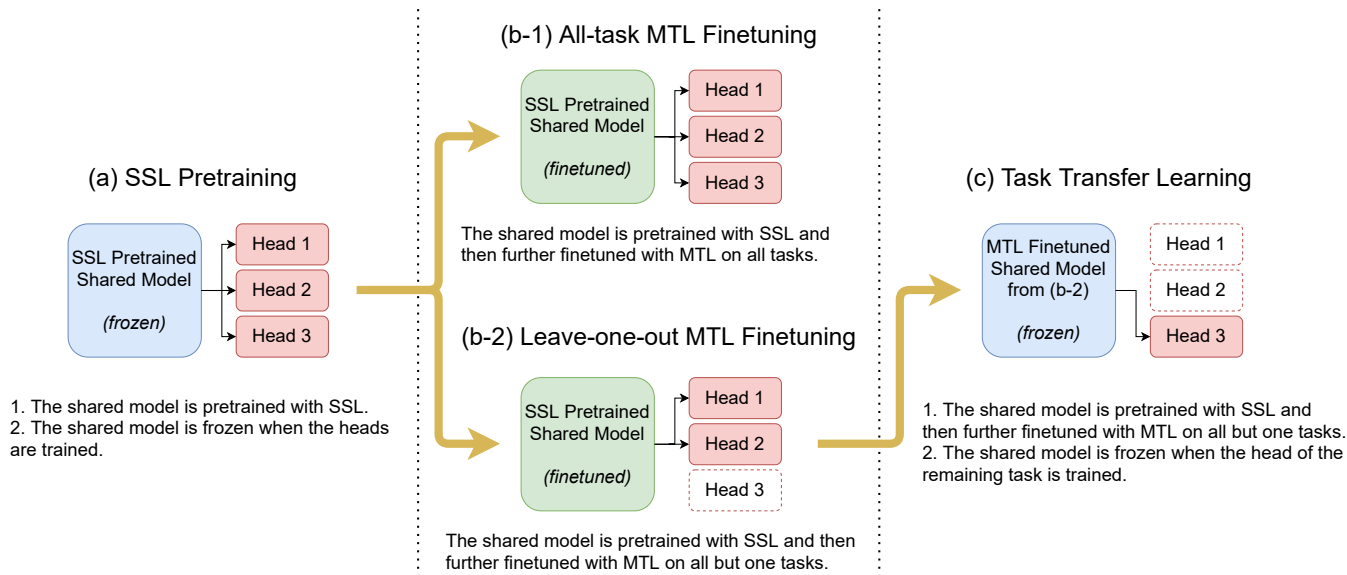 (a) SSL Pretraining
SSL Pretrained
Shared Model
(frozen)
Head 1
Head 2
Head 3
1. The shared model is pretrained with SSL.
2. The shared model is frozen when the heads
are trained.
(b-1) All-task MTL Finetuning
SSL Pretrained
Shared Model
(finetuned)
Head 1
Head 2
Head 3
The shared model is pretrained with SSL and
then further finetuned with MTL on all tasks.
(b-2) Leave-one-out MTL Finetuning
SSL Pretrained
Shared Model
(finetuned)
Head 1
Head 2
Head 3
The shared model is pretrained with SSL and then
further finetuned with MTL on all but one tasks.
(c) Task Transfer Learning
MTL Finetuned
Shared Model
from (b-2)
(frozen)
Head 1
Head 2
Head 3
1. The shared model is pretrained with SSL and
then further finetuned with MTL on all but one tasks.
2. The shared model is frozen when the head of the
remaining task is trained.